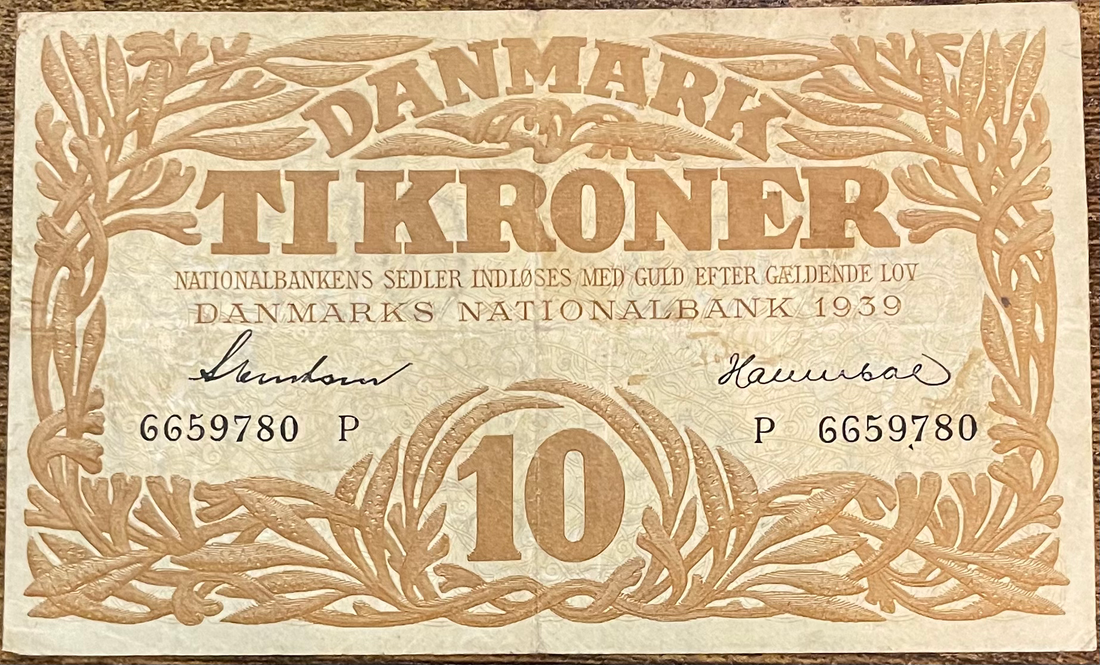 DANMARK
TI KRONER
NATIONALBANKENS SEDLER INDLØSES MED GULD EFTER GÆLDENDE LOV
DANMARKS NATIONALBANK 1939
6659780 P P 6659780
10